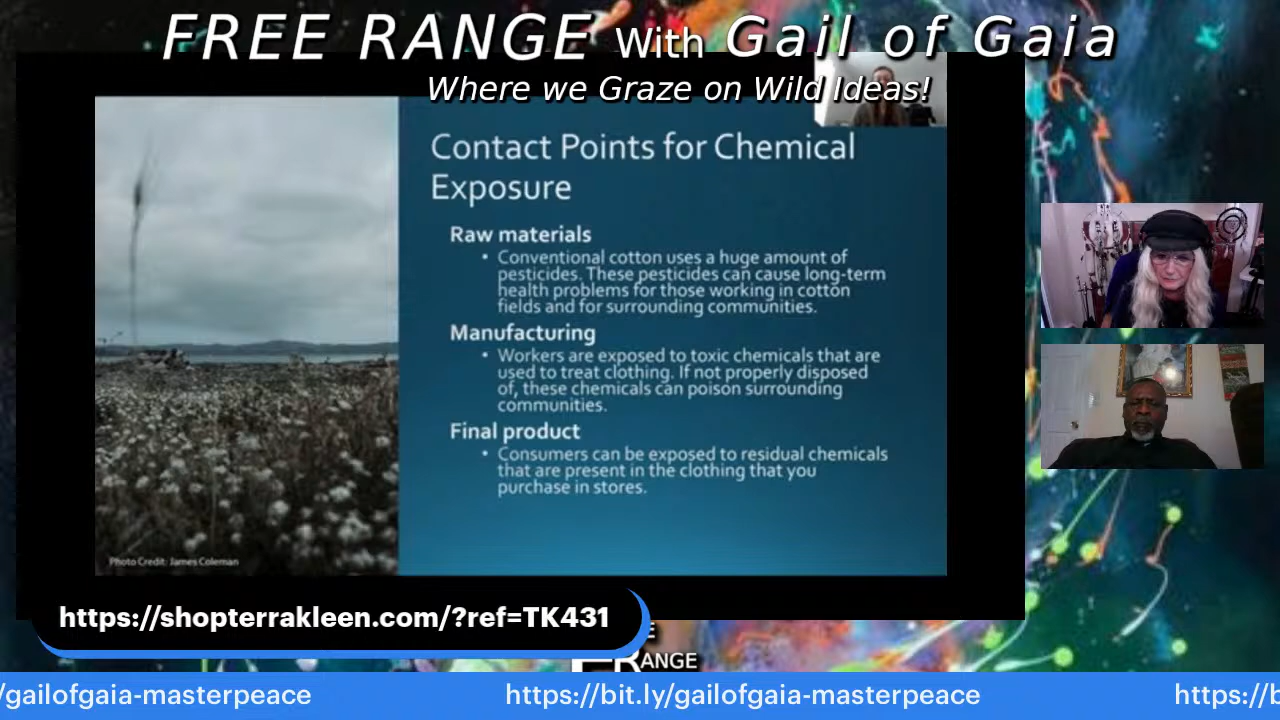 FREE RANGE With Gail of Gaia
Where we Graze on Wild Ideas!
Contact Points for Chemical
Exposure
Raw materials
• Conventional cotton uses a huge amount of
pesticides. These pesticides can cause long-term
health problems for those working in cotton
fields and for surrounding communities.
Manufacturing
• Workers are exposed to toxic chemicals that are
used to treat clothing. If not properly disposed
of, these chemicals can poison surrounding
communities.
Final product
• Consumers can be exposed to residual chemicals
that are present in the clothing that you
purchase in stores.
Photo Credit: James Coleman
https://shopterrakleen.com/?ref=TK431
RANGE
/gailofgaia-masterpeace https://bit.ly/gailofgaia-masterpeace https://b